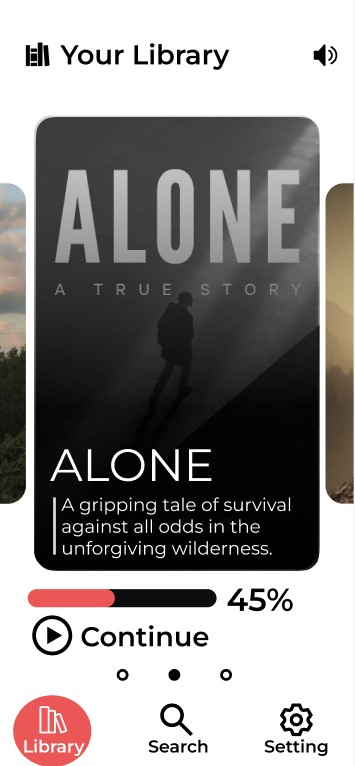 Your Library
ALONE
A TRUE STORY
ALONE
A gripping tale of survival
against all odds in the
unforgiving wilderness.
45%
Continue
Library
Search
Setting